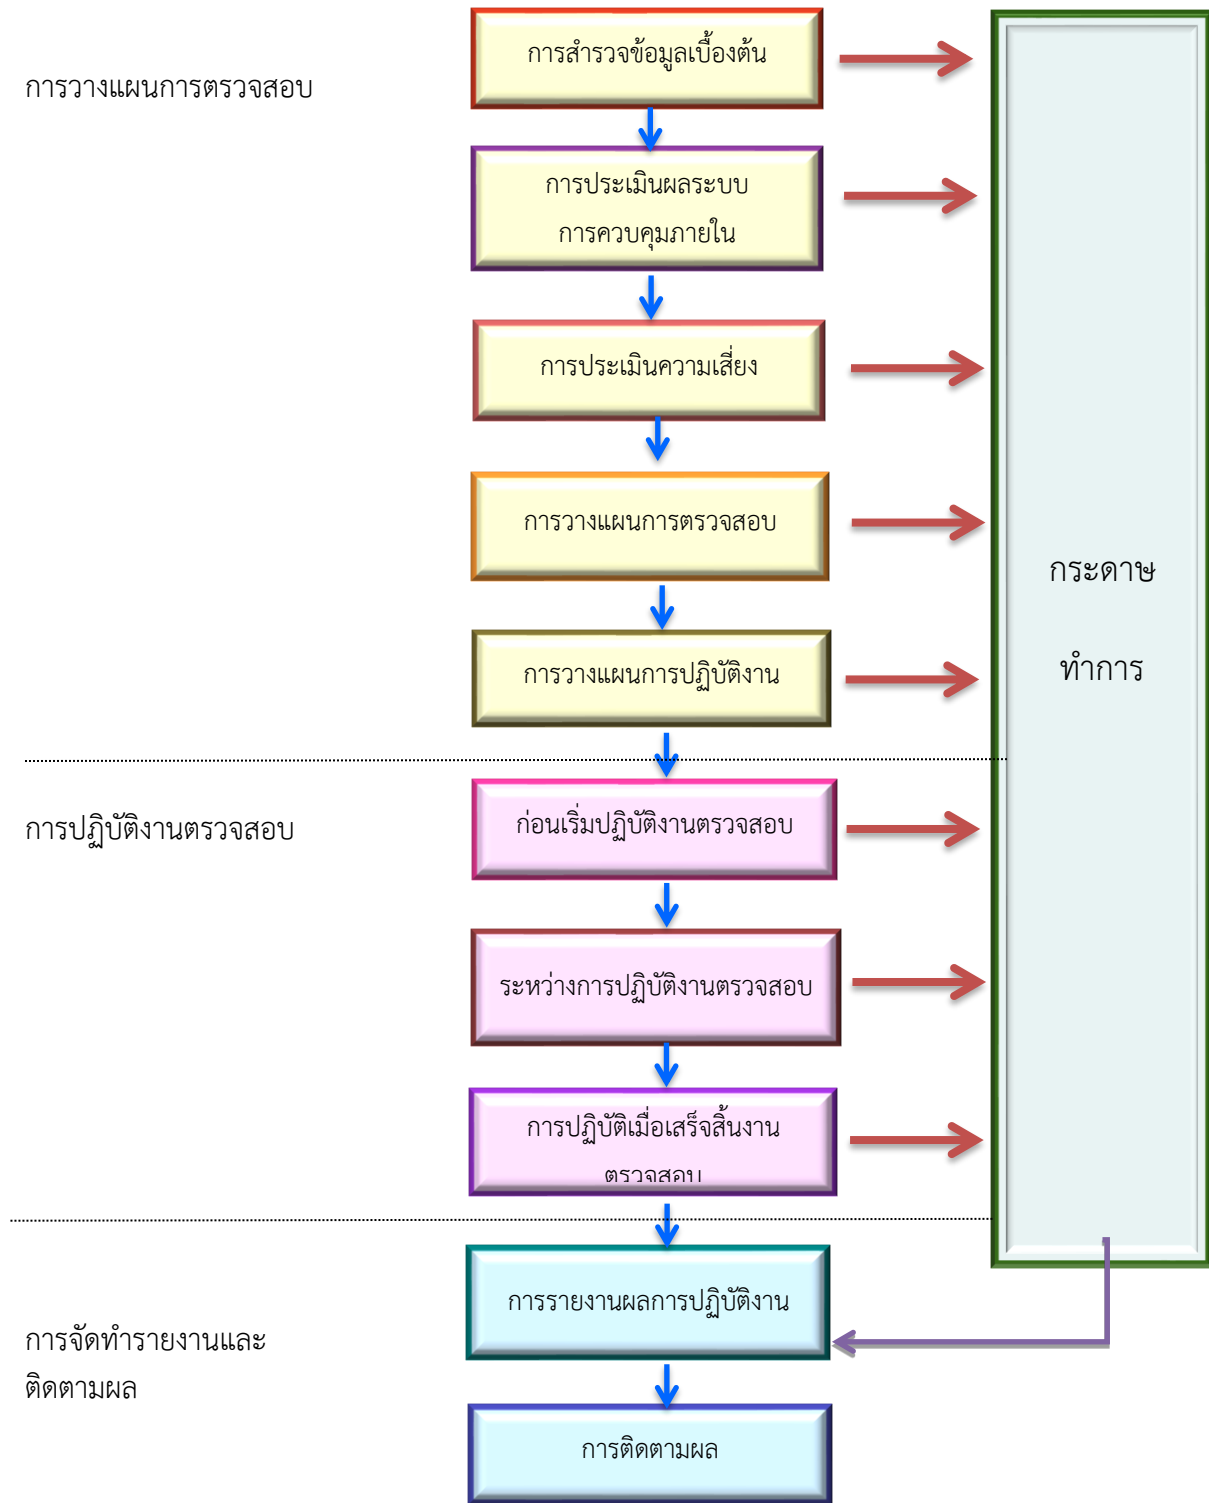 การสำรวจข้อมูลเบื้องต้น
การวางแผนการตรวจสอบ
การประเมินผลระบบ
การควบคุมภายใน
การประเมินความเสี่ยง
การวางแผนการตรวจสอบ
การวางแผนการปฏิบัติงาน
กระดาษ
ทำการ
ก่อนเริ่มปฏิบัติงานตรวจสอบ
การปฏิบัติงานตรวจสอบ
ระหว่างการปฏิบัติงานตรวจสอบ
การปฏิบัติเมื่อเสร็จสิ้นงาน
ตรวจสอบ
การรายงานผลการปฏิบัติงาน
การจัดทำรายงานและ
ติดตามผล
การติดตามผล